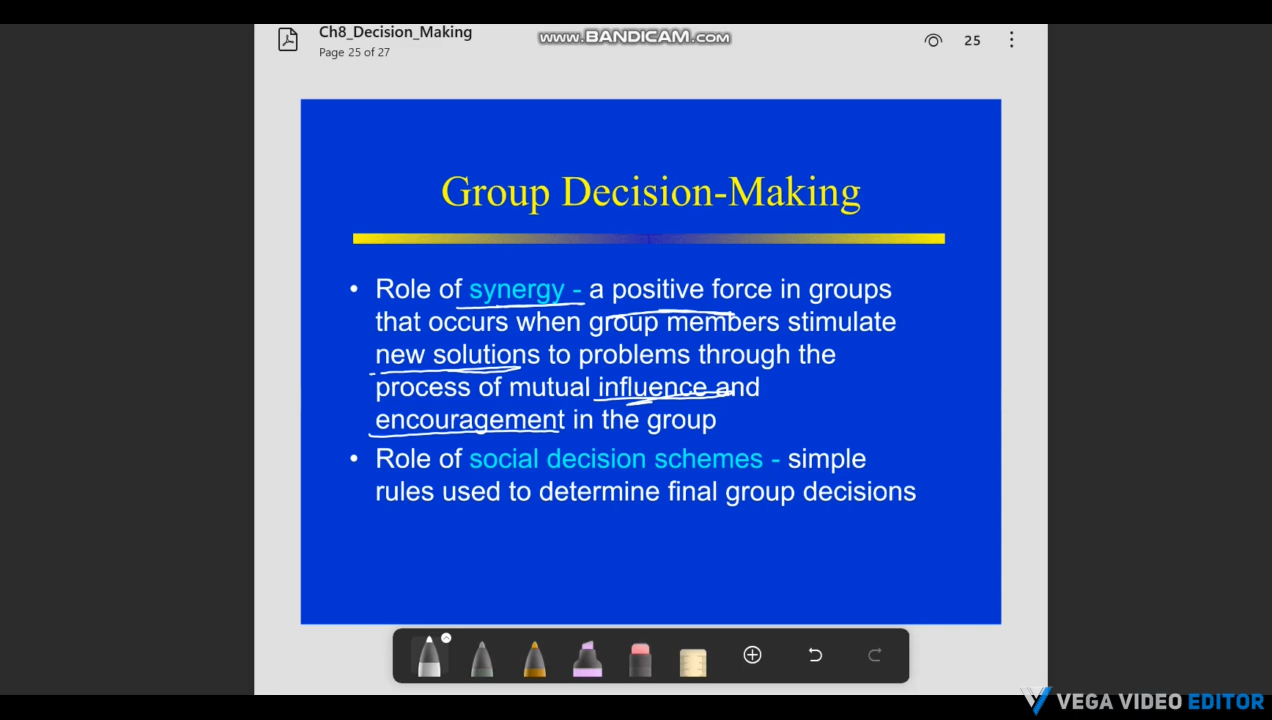 Ch8_Decision_Making
Page 25 of 27
www.BANDICAM.com
25
Group Decision-Making
• Role of synergy - a positive force in groups
that occurs when group members stimulate
new solutions to problems through the
process of mutual influence and
encouragement in the group
• Role of social decision schemes - simple
rules used to determine final group decisions
VEGA VIDEO EDITOR